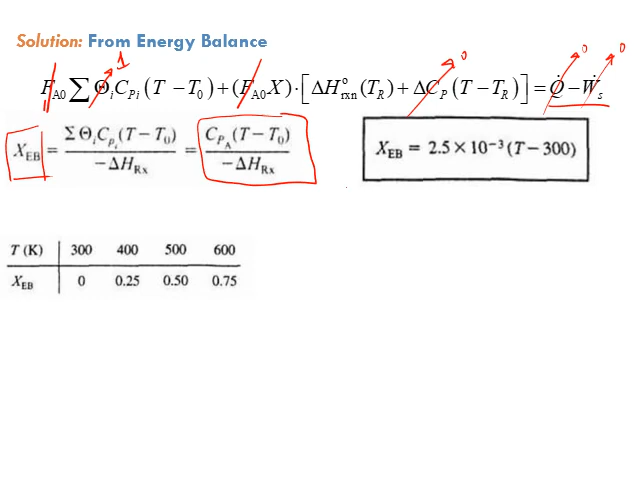 Solution: From Energy Balance
1 0 0 0
F_A0 ∑ Θ_i C_Pi (T − T_0) + (F_A0 X) · [ΔH°_rxn (T_R) + ΔC_P (T − T_R)] = Q̇ − Ẇ_s
X_EB = ΣΘ_i C_p_i (T − T_0) / −ΔH_Rx = C_P_A (T − T_0) / −ΔH_Rx
X_EB = 2.5 × 10^−3 (T − 300)
T (K) 300 400 500 600
X_EB 0 0.25 0.50 0.75